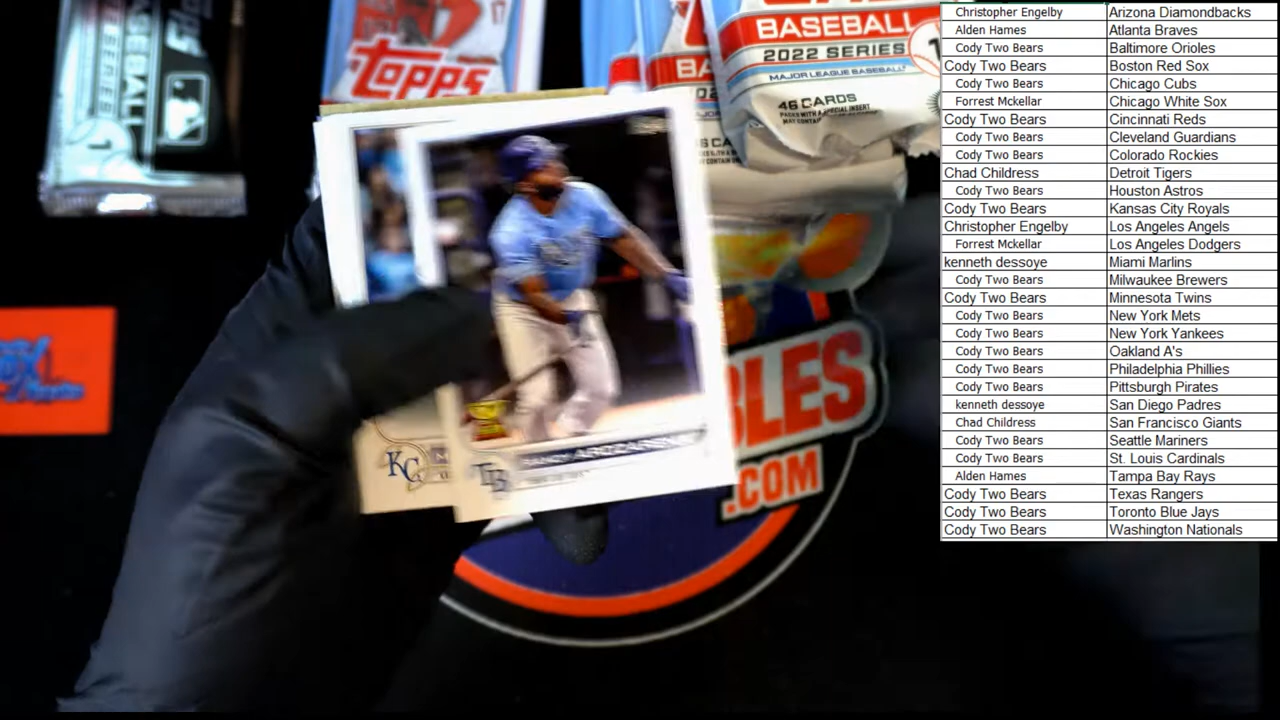 Topps
BASEBALL
2022 SERIES
1
MAJOR LEAGUE BASEBALL
46 CARDS
BLES
.COM
KC
TB
Christopher Engelby Arizona Diamondbacks
Alden Hames Atlanta Braves
Cody Two Bears Baltimore Orioles
Cody Two Bears Boston Red Sox
Cody Two Bears Chicago Cubs
Forrest Mckellar Chicago White Sox
Cody Two Bears Cincinnati Reds
Cody Two Bears Cleveland Guardians
Cody Two Bears Colorado Rockies
Chad Childress Detroit Tigers
Cody Two Bears Houston Astros
Cody Two Bears Kansas City Royals
Christopher Engelby Los Angeles Angels
Forrest Mckellar Los Angeles Dodgers
kenneth dessoye Miami Marlins
Cody Two Bears Milwaukee Brewers
Cody Two Bears Minnesota Twins
Cody Two Bears New York Mets
Cody Two Bears New York Yankees
Cody Two Bears Oakland A's
Cody Two Bears Philadelphia Phillies
Cody Two Bears Pittsburgh Pirates
kenneth dessoye San Diego Padres
Chad Childress San Francisco Giants
Cody Two Bears Seattle Mariners
Cody Two Bears St. Louis Cardinals
Alden Hames Tampa Bay Rays
Cody Two Bears Texas Rangers
Cody Two Bears Toronto Blue Jays
Cody Two Bears Washington Nationals